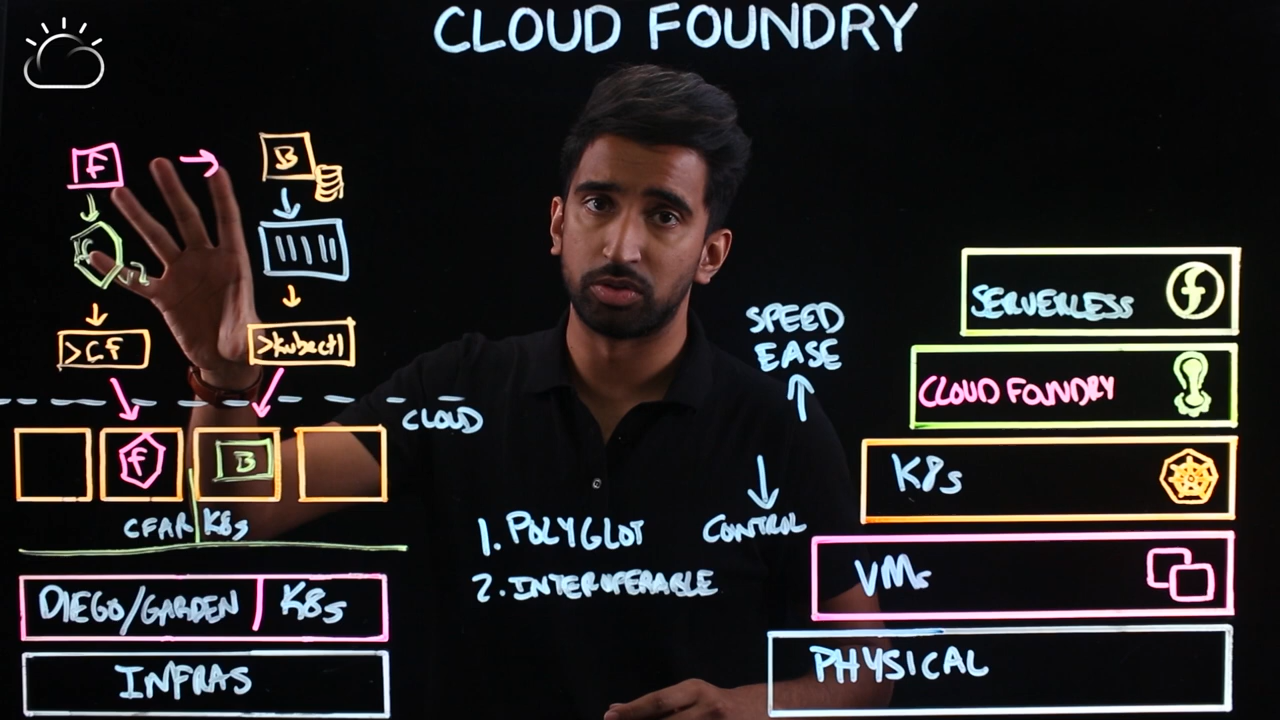 CLOUD FOUNDRY
F
B
>CF
>kubectl
CLOUD
F
B
CFAR
K8s
DIEGO/GARDEN
K8s
INFRAS
1. POLYGLOT
2. INTEROPERABLE
SPEED
EASE
CONTROL
SERVERLESS
f
CLOUD FOUNDRY
K8s
VMs
PHYSICAL